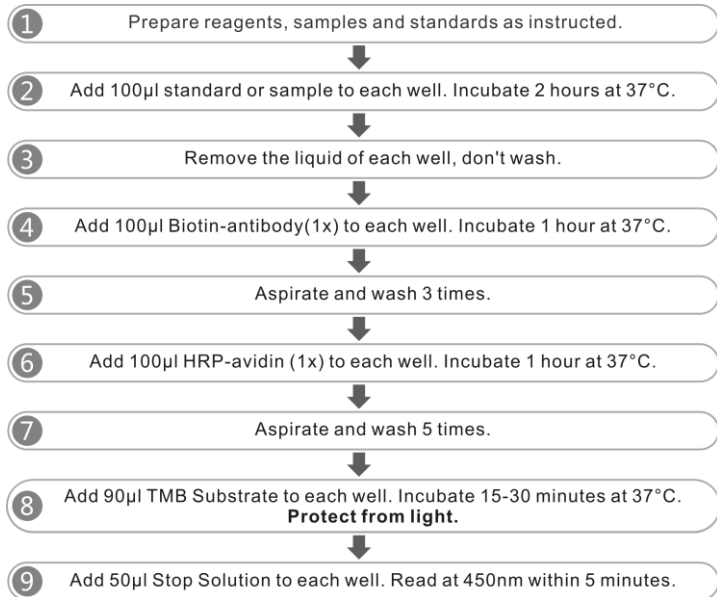 1 Prepare reagents, samples and standards as instructed.
2 Add 100μl standard or sample to each well. Incubate 2 hours at 37°C.
3 Remove the liquid of each well, don't wash.
4 Add 100μl Biotin-antibody(1x) to each well. Incubate 1 hour at 37°C.
5 Aspirate and wash 3 times.
6 Add 100μl HRP-avidin (1x) to each well. Incubate 1 hour at 37°C.
7 Aspirate and wash 5 times.
8 Add 90μl TMB Substrate to each well. Incubate 15-30 minutes at 37°C.
Protect from light.
9 Add 50μl Stop Solution to each well. Read at 450nm within 5 minutes.